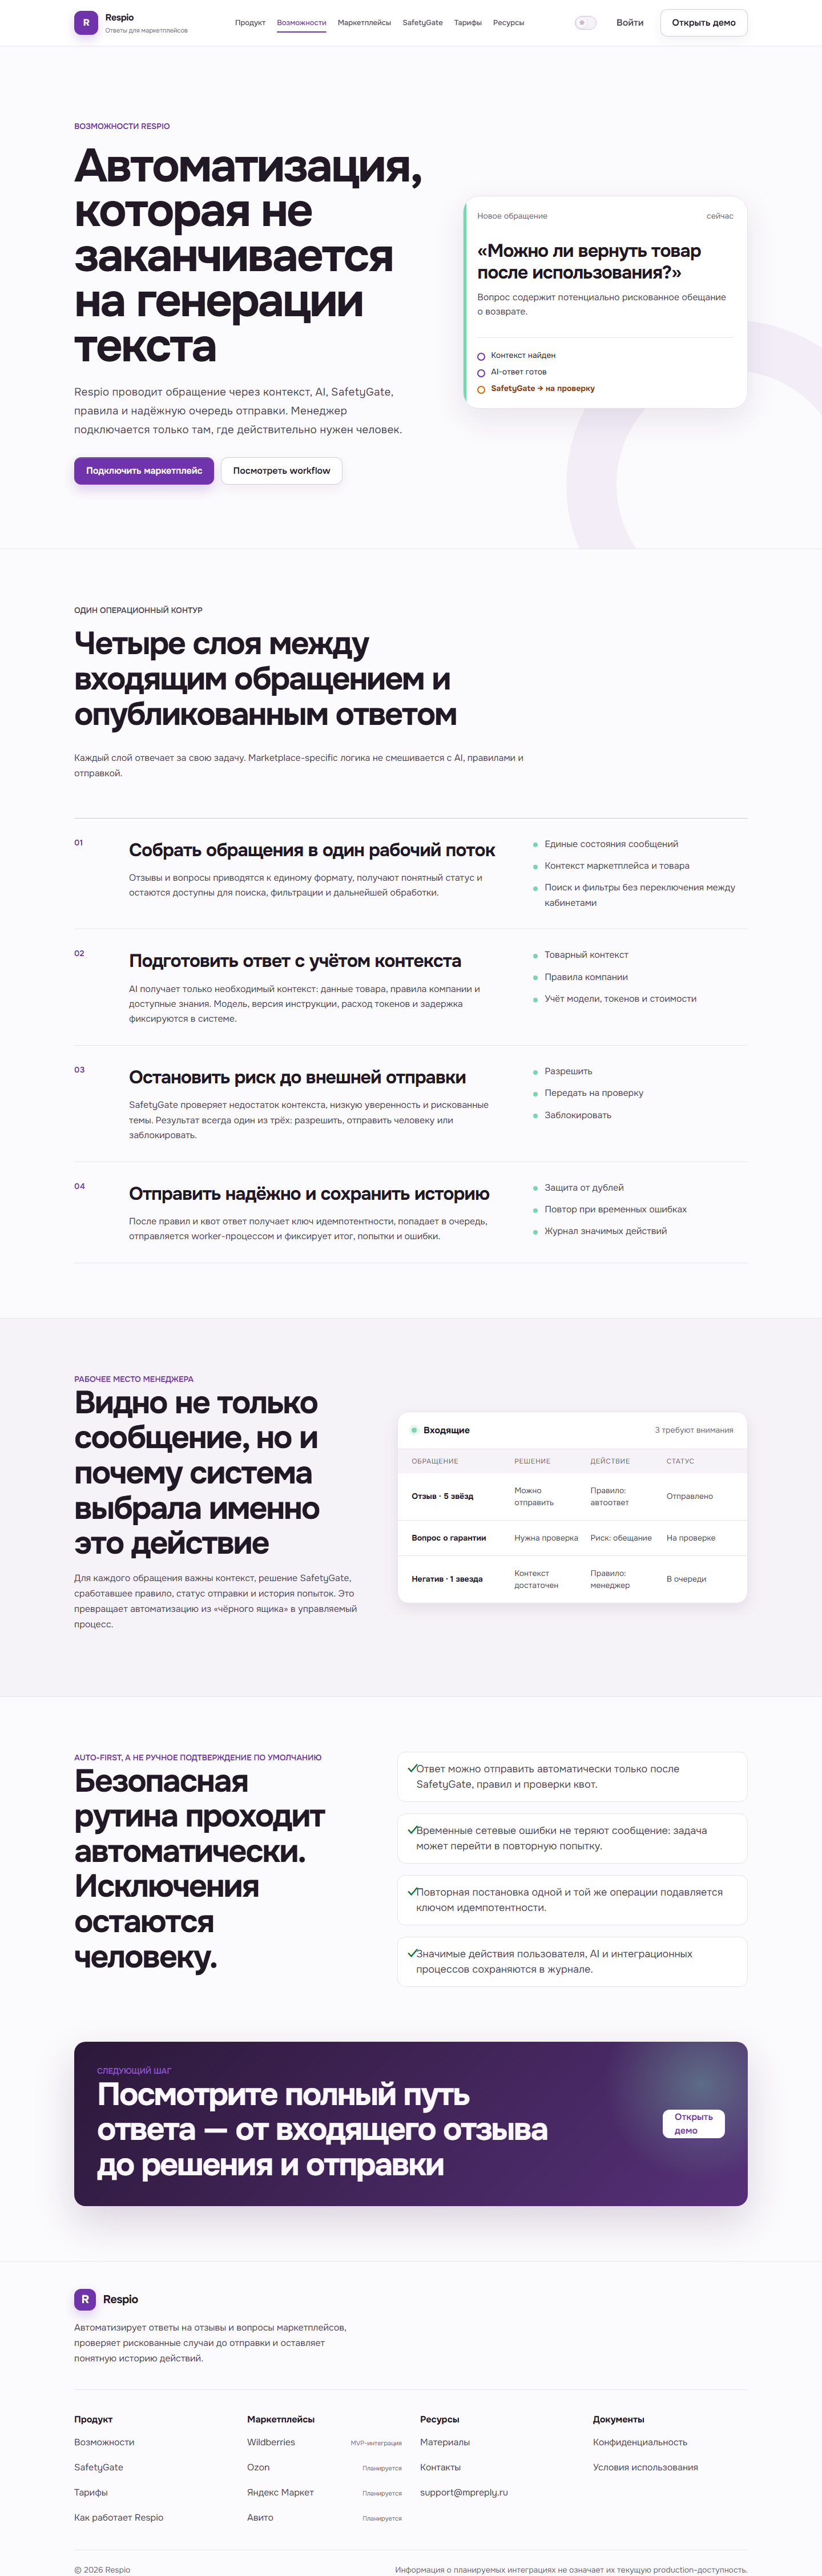 R
Respio
Ответы для маркетплейсов
Продукт
Возможности
Маркетплейсы
SafetyGate
Тарифы
Ресурсы
Войти
Открыть демо
ВОЗМОЖНОСТИ RESPIO
Автоматизация,
которая не
заканчивается
на генерации
текста
Respio проводит обращение через контекст, AI, SafetyGate,
правила и надёжную очередь отправки. Менеджер
подключается только там, где действительно нужен человек.
Подключить маркетплейс
Посмотреть workflow
Новое обращение
сейчас
«Можно ли вернуть товар
после использования?»
Вопрос содержит потенциально рискованное обещание
о возврате.
Контекст найден
AI-ответ готов
SafetyGate → на проверку
ОДИН ОПЕРАЦИОННЫЙ КОНТУР
Четыре слоя между
входящим обращением и
опубликованным ответом
Каждый слой отвечает за свою задачу. Marketplace-specific логика не смешивается с AI, правилами и
отправкой.
01
Собрать обращения в один рабочий поток
Отзывы и вопросы приводятся к единому формату, получают понятный статус и
остаются доступны для поиска, фильтрации и дальнейшей обработки.
Единые состояния сообщений
Контекст маркетплейса и товара
Поиск и фильтры без переключения между
кабинетами
02
Подготовить ответ с учётом контекста
AI получает только необходимый контекст: данные товара, правила компании и
доступные знания. Модель, версия инструкции, расход токенов и задержка
фиксируются в системе.
Товарный контекст
Правила компании
Учёт модели, токенов и стоимости
03
Остановить риск до внешней отправки
SafetyGate проверяет недостаток контекста, низкую уверенность и рискованные
темы. Результат всегда один из трёх: разрешить, отправить человеку или
заблокировать.
Разрешить
Передать на проверку
Заблокировать
04
Отправить надёжно и сохранить историю
После правил и квот ответ получает ключ идемпотентности, попадает в очередь,
отправляется worker-процессом и фиксирует итог, попытки и ошибки.
Защита от дублей
Повтор при временных ошибках
Журнал значимых действий
РАБОЧЕЕ МЕСТО МЕНЕДЖЕРА
Видно не только
сообщение, но и
почему система
выбрала именно
это действие
Для каждого обращения важны контекст, решение SafetyGate,
сработавшее правило, статус отправки и история попыток. Это
превращает автоматизацию из «чёрного ящика» в управляемый
процесс.
Входящие
3 требуют внимания
ОБРАЩЕНИЕ
РЕШЕНИЕ
ДЕЙСТВИЕ
СТАТУС
Отзыв · 5 звёзд
Можно
отправить
Правило:
автоответ
Отправлено
Вопрос о гарантии
Нужна проверка
Риск: обещание
На проверке
Негатив · 1 звезда
Контекст
достаточен
Правило:
менеджер
В очереди
AUTO-FIRST, А НЕ РУЧНОЕ ПОДТВЕРЖДЕНИЕ ПО УМОЛЧАНИЮ
Безопасная
рутина проходит
автоматически.
Исключения
остаются
человеку.
Ответ можно отправить автоматически только после
SafetyGate, правил и проверки квот.
Временные сетевые ошибки не теряют сообщение: задача
может перейти в повторную попытку.
Повторная постановка одной и той же операции подавляется
ключом идемпотентности.
Значимые действия пользователя, AI и интеграционных
процессов сохраняются в журнале.
СЛЕДУЮЩИЙ ШАГ
Посмотрите полный путь
ответа — от входящего отзыва
до решения и отправки
Открыть
демо
R
Respio
Автоматизирует ответы на отзывы и вопросы маркетплейсов,
проверяет рискованные случаи до отправки и оставляет
понятную историю действий.
Продукт
Возможности
SafetyGate
Тарифы
Как работает Respio
Маркетплейсы
Wildberries
MVP-интеграция
Ozon
Планируется
Яндекс Маркет
Планируется
Авито
Планируется
Ресурсы
Материалы
Контакты
support@mpreply.ru
Документы
Конфиденциальность
Условия использования
© 2026 Respio
Информация о планируемых интеграциях не означает их текущую production-доступность.